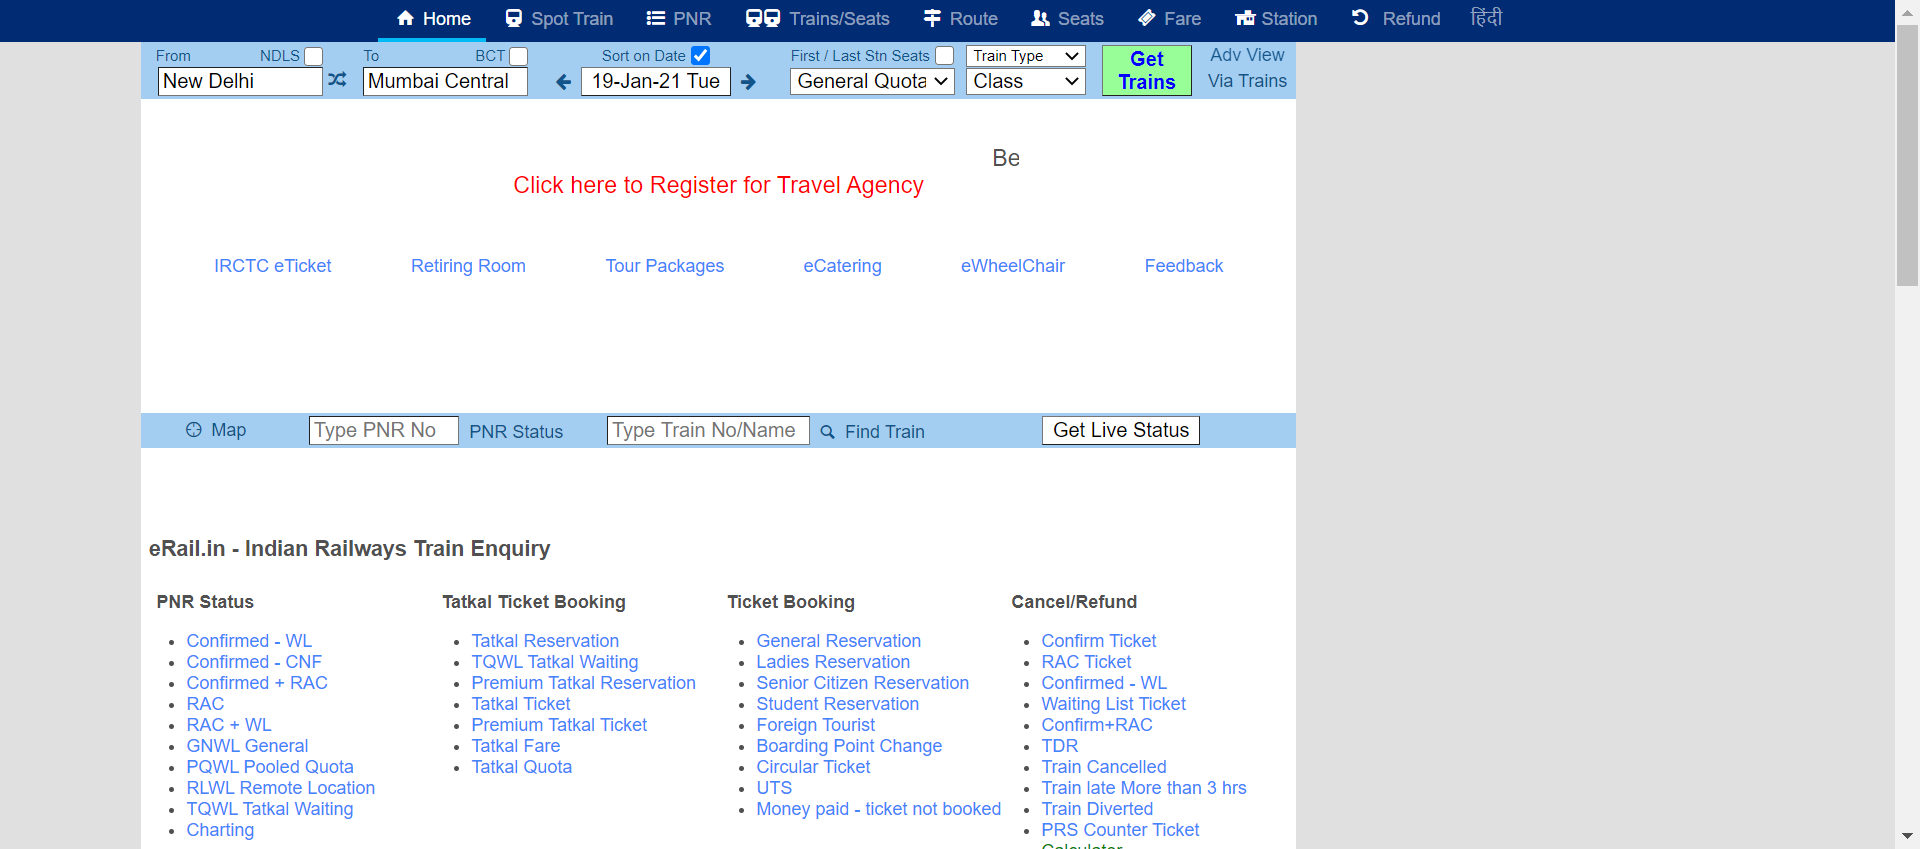 Home Spot Train PNR Trains/Seats Route Seats Fare Station Refund हिंदी
From NDLS To BCT Sort on Date First / Last Stn Seats Train Type Get Trains Adv View
New Delhi Mumbai Central 19-Jan-21 Tue General Quota Class Via Trains
Be
Click here to Register for Travel Agency
IRCTC eTicket Retiring Room Tour Packages eCatering eWheelChair Feedback
Map Type PNR No PNR Status Type Train No/Name Find Train Get Live Status
eRail.in - Indian Railways Train Enquiry
PNR Status
Confirmed - WL
Confirmed - CNF
Confirmed + RAC
RAC
RAC + WL
GNWL General
PQWL Pooled Quota
RLWL Remote Location
TQWL Tatkal Waiting
Charting
Tatkal Ticket Booking
Tatkal Reservation
TQWL Tatkal Waiting
Premium Tatkal Reservation
Tatkal Ticket
Premium Tatkal Ticket
Tatkal Fare
Tatkal Quota
Ticket Booking
General Reservation
Ladies Reservation
Senior Citizen Reservation
Student Reservation
Foreign Tourist
Boarding Point Change
Circular Ticket
UTS
Money paid - ticket not booked
Cancel/Refund
Confirm Ticket
RAC Ticket
Confirmed - WL
Waiting List Ticket
Confirm+RAC
TDR
Train Cancelled
Train late More than 3 hrs
Train Diverted
PRS Counter Ticket